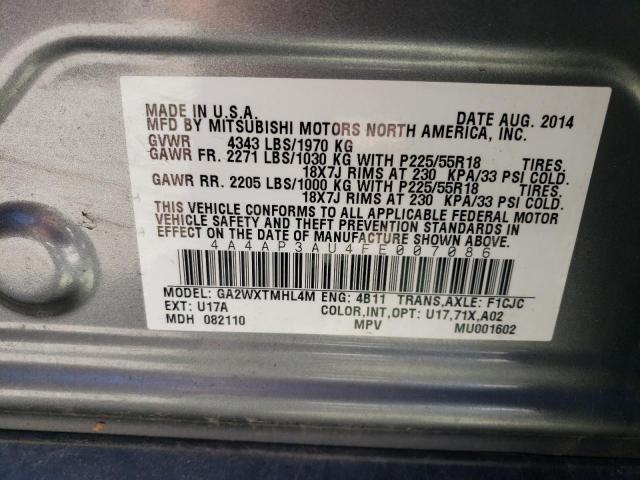 MADE IN U.S.A. DATE AUG. 2014
MFD BY MITSUBISHI MOTORS NORTH AMERICA, INC.
GVWR 4343 LBS/1970 KG
GAWR FR. 2271 LBS/1030 KG WITH P225/55R18 TIRES.
18X7J RIMS AT 230 KPA/33 PSI COLD.
GAWR RR. 2205 LBS/1000 KG WITH P225/55R18 TIRES.
18X7J RIMS AT 230 KPA/33 PSI COLD.
THIS VEHICLE CONFORMS TO ALL APPLICABLE FEDERAL MOTOR
VEHICLE SAFETY AND THEFT PREVENTION STANDARDS IN
EFFECT ON THE DATE OF MANUFACTURE SHOWN ABOVE.
4A4AP3AU4FE007086
MODEL: GA2WXTMHL4M ENG: 4B11 TRANS,AXLE: F1CJC
EXT: U17A COLOR,INT,OPT: U17,71X,A02
MDH 082110 MPV MU001602